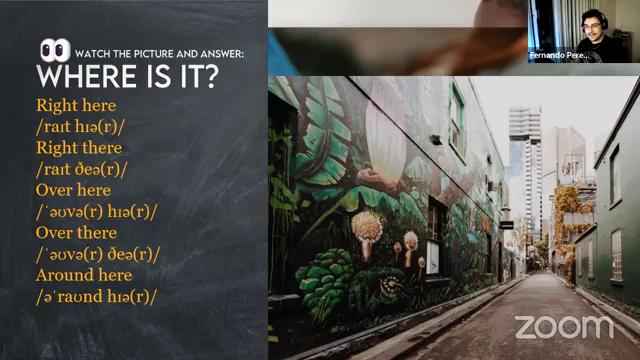 WATCH THE PICTURE AND ANSWER:
WHERE IS IT?
Right here
/raɪt hɪə(r)/
Right there
/raɪt ðeə(r)/
Over here
/ˈəʊvə(r) hɪə(r)/
Over there
/ˈəʊvə(r) ðeə(r)/
Around here
/əˈraʊnd hɪə(r)/
Fernando Pere...
zoom